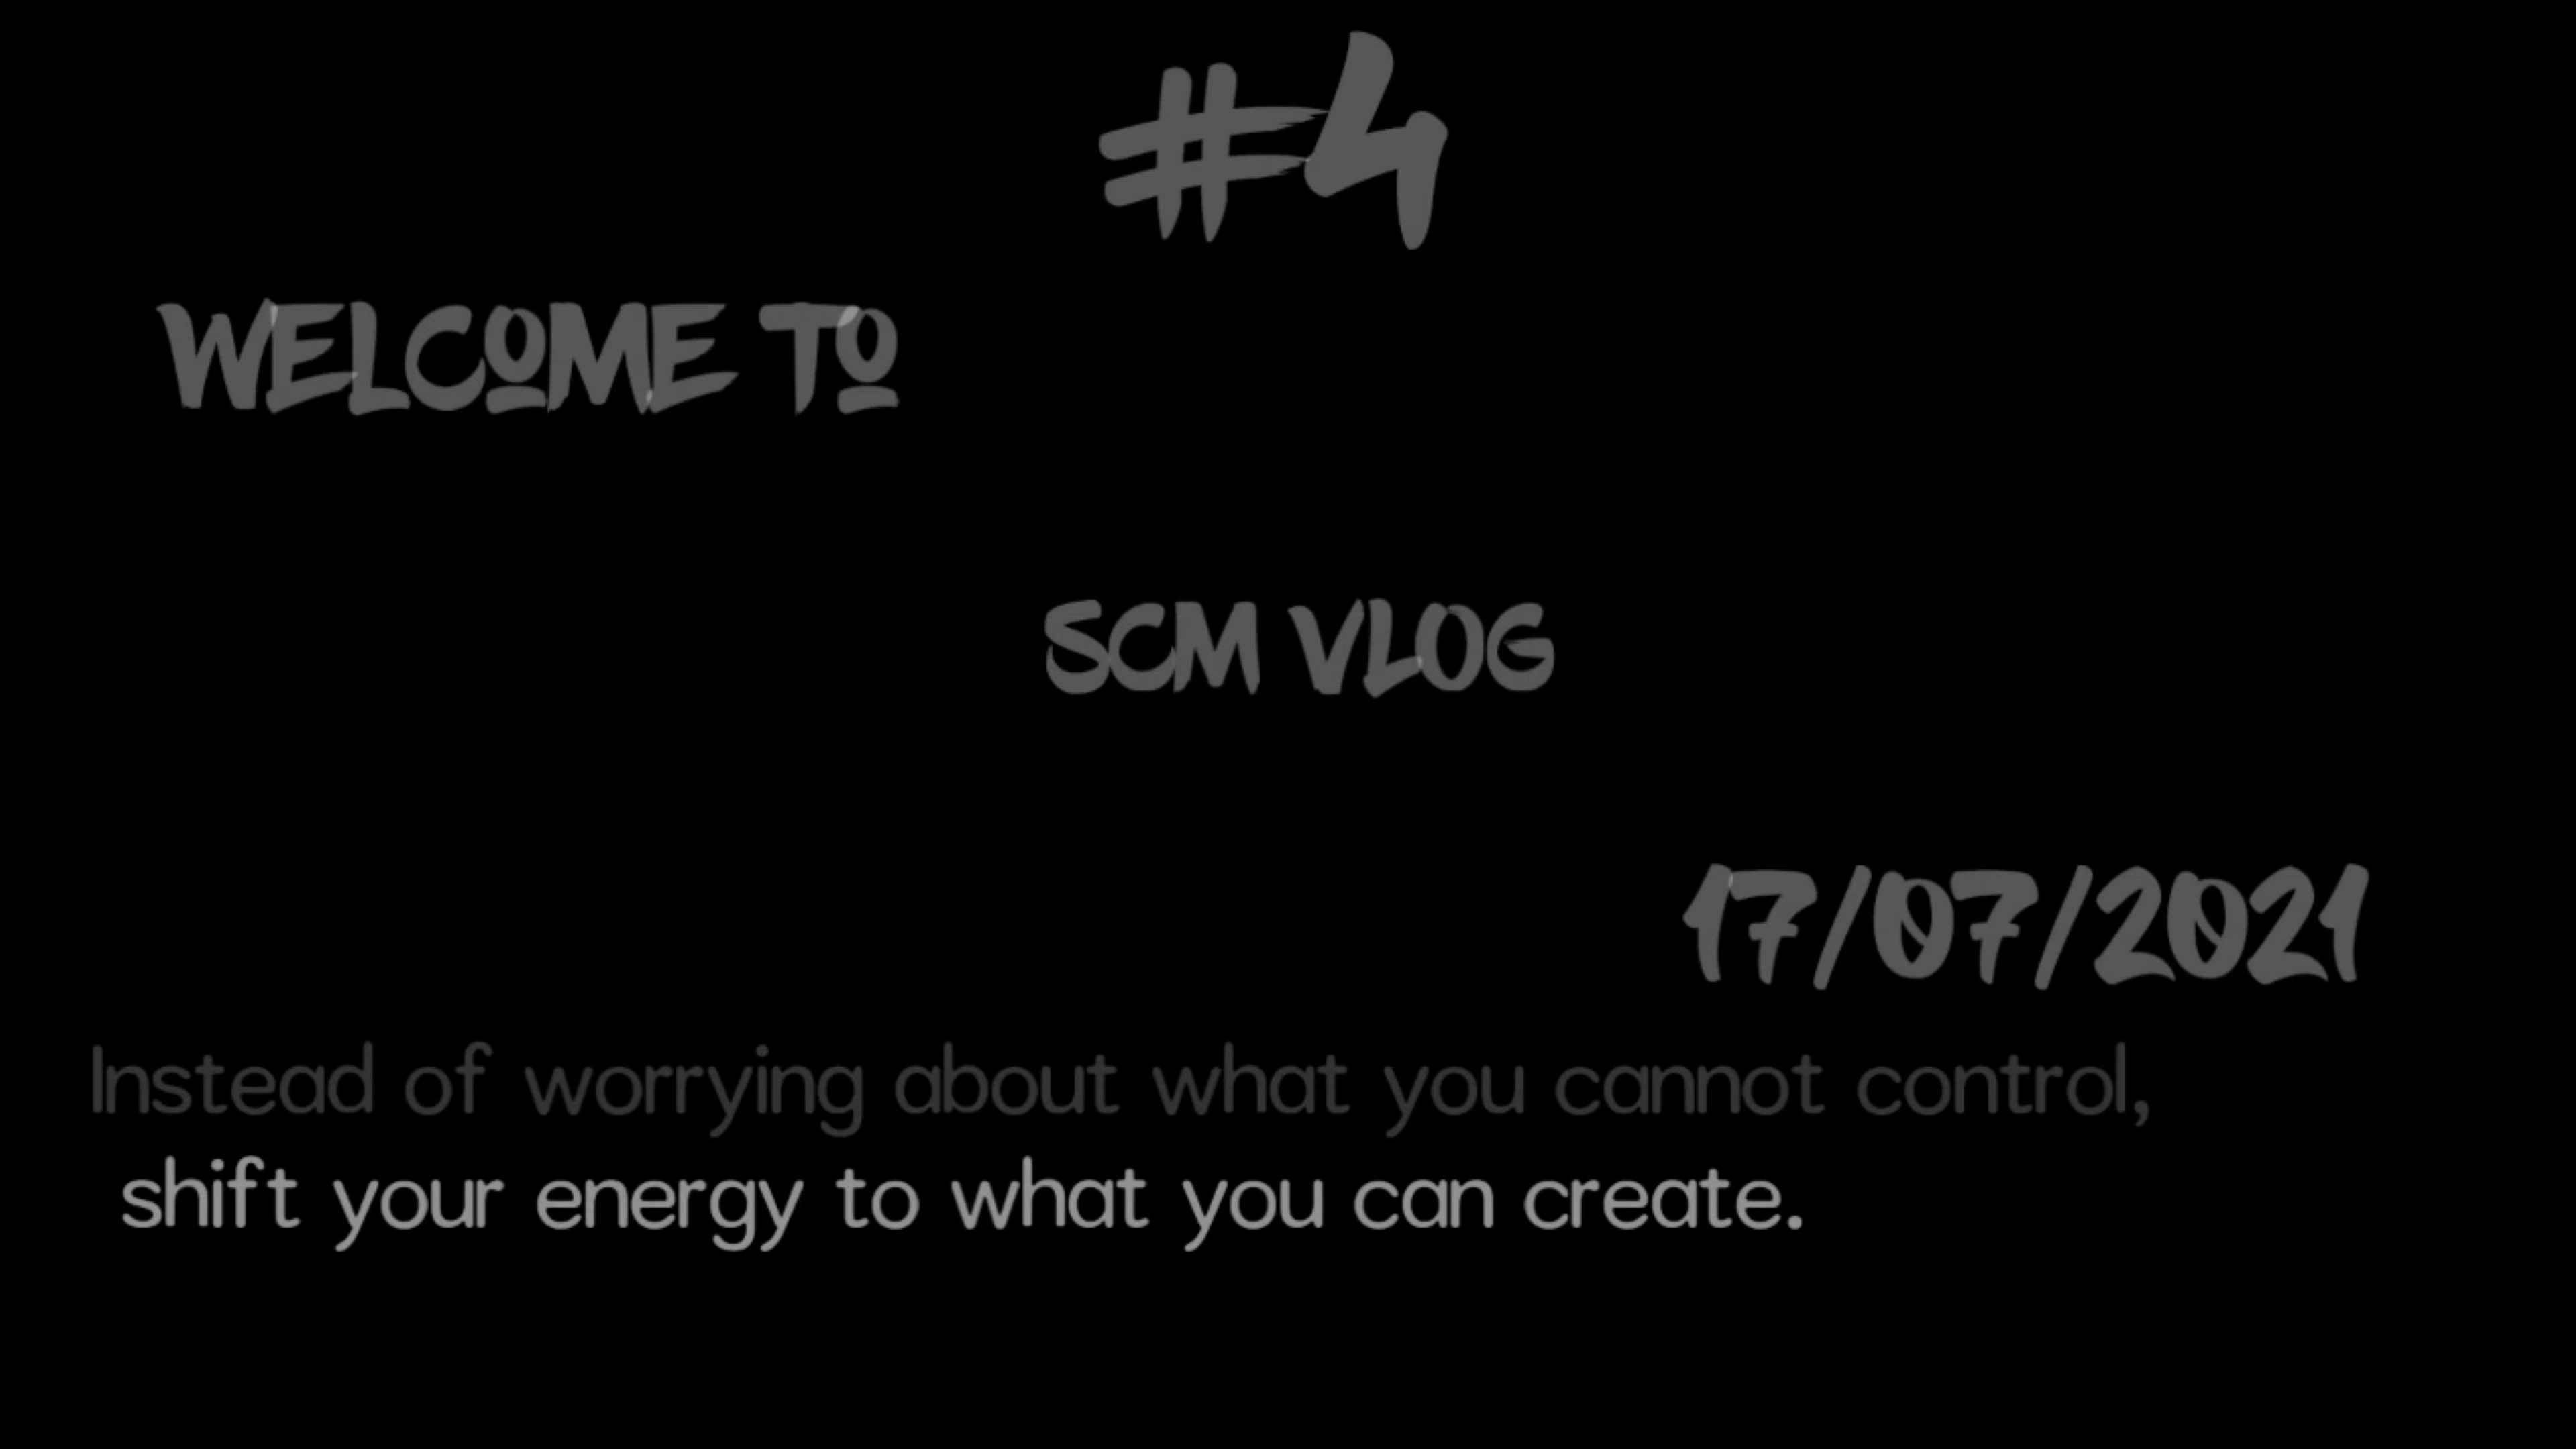 #4
WELCOME TO
SCM VLOG
17/07/2021
Instead of worrying about what you cannot control,
shift your energy to what you can create.